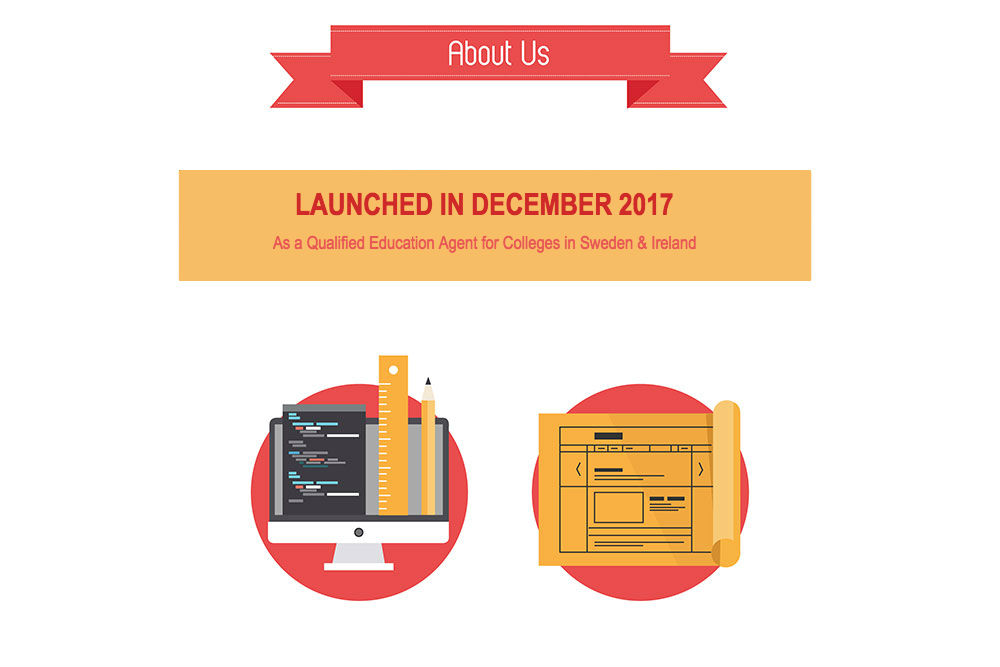 About Us
LAUNCHED IN DECEMBER 2017
As a Qualified Education Agent for Colleges in Sweden & Ireland